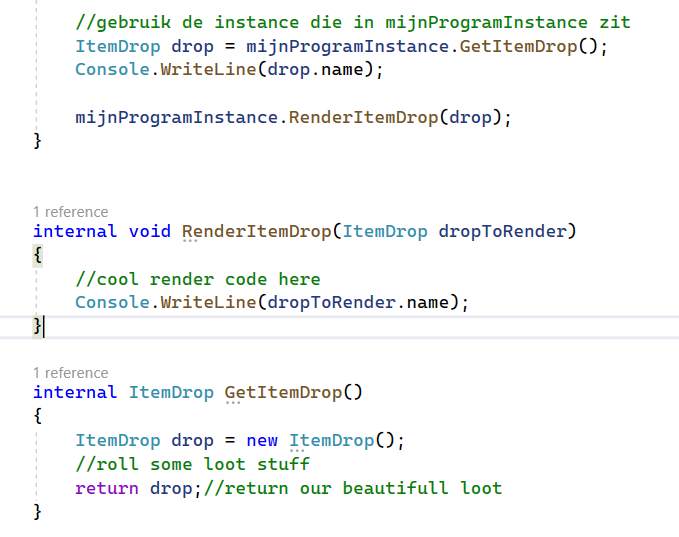 //gebruik de instance die in mijnProgramInstance zit
ItemDrop drop = mijnProgramInstance.GetItemDrop();
Console.WriteLine(drop.name);
mijnProgramInstance.RenderItemDrop(drop);
}
1 reference
internal void RenderItemDrop(ItemDrop dropToRender)
{
//cool render code here
Console.WriteLine(dropToRender.name);
}
1 reference
internal ItemDrop GetItemDrop()
{
ItemDrop drop = new ItemDrop();
//roll some loot stuff
return drop;//return our beautifull loot
}